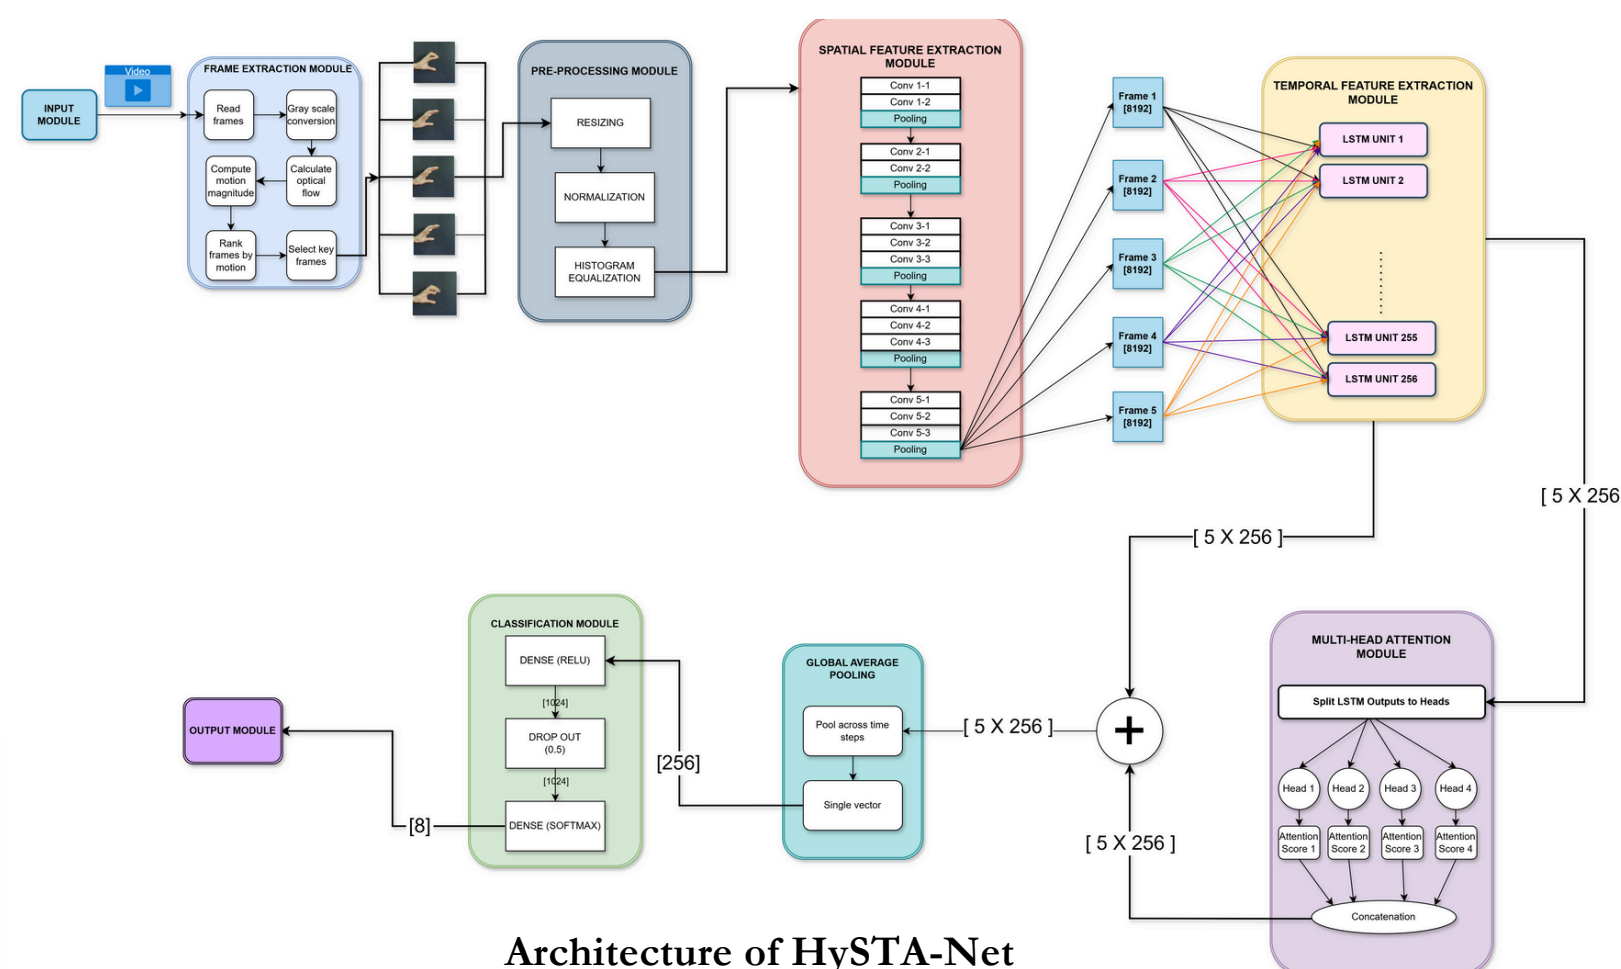 INPUT
MODULE
Video
FRAME EXTRACTION MODULE
Read
frames
Gray scale
conversion
Compute
motion
magnitude
Calculate
optical
flow
Rank
frames by
motion
Select key
frames
PRE-PROCESSING MODULE
RESIZING
NORMALIZATION
HISTOGRAM
EQUALIZATION
SPATIAL FEATURE EXTRACTION
MODULE
Conv 1-1
Conv 1-2
Pooling
Conv 2-1
Conv 2-2
Pooling
Conv 3-1
Conv 3-2
Conv 3-3
Pooling
Conv 4-1
Conv 4-2
Conv 4-3
Pooling
Conv 5-1
Conv 5-2
Conv 5-3
Pooling
Frame 1
[8192]
Frame 2
[8192]
Frame 3
[8192]
Frame 4
[8192]
Frame 5
[8192]
TEMPORAL FEATURE EXTRACTION
MODULE
LSTM UNIT 1
LSTM UNIT 2
LSTM UNIT 255
LSTM UNIT 256
[ 5 X 256
[ 5 X 256 ]
MULTI-HEAD ATTENTION
MODULE
Split LSTM Outputs to Heads
Head 1
Head 2
Head 3
Head 4
Attention
Score 1
Attention
Score 2
Attention
Score 3
Attention
Score 4
Concatenation
[ 5 X 256 ]
+
[ 5 X 256 ]
GLOBAL AVERAGE
POOLING
Pool across time
steps
Single vector
[256]
CLASSIFICATION MODULE
DENSE (RELU)
[1024]
DROP OUT
(0.5)
[1024]
DENSE (SOFTMAX)
[8]
OUTPUT MODULE
Architecture of HySTA-Net